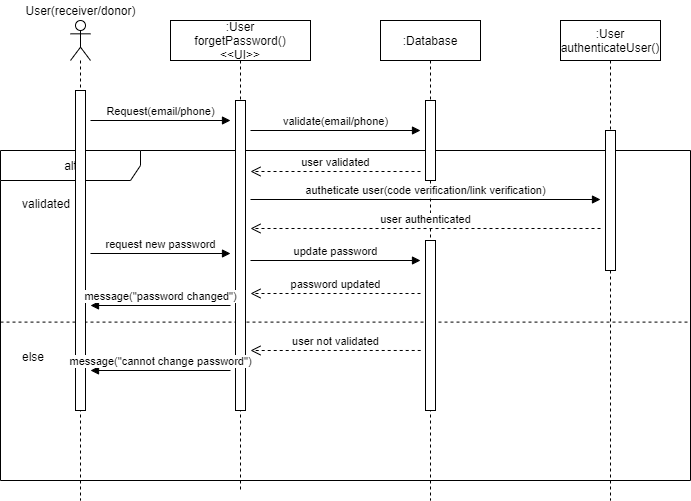 User(receiver/donor)
:User
forgetPassword()
<<UI>>
:Database
:User
authenticateUser()
Request(email/phone)
validate(email/phone)
alt
user validated
autheticate user(code verification/link verification)
validated
user authenticated
request new password
update password
password updated
message("password changed")
user not validated
else
message("cannot change password")